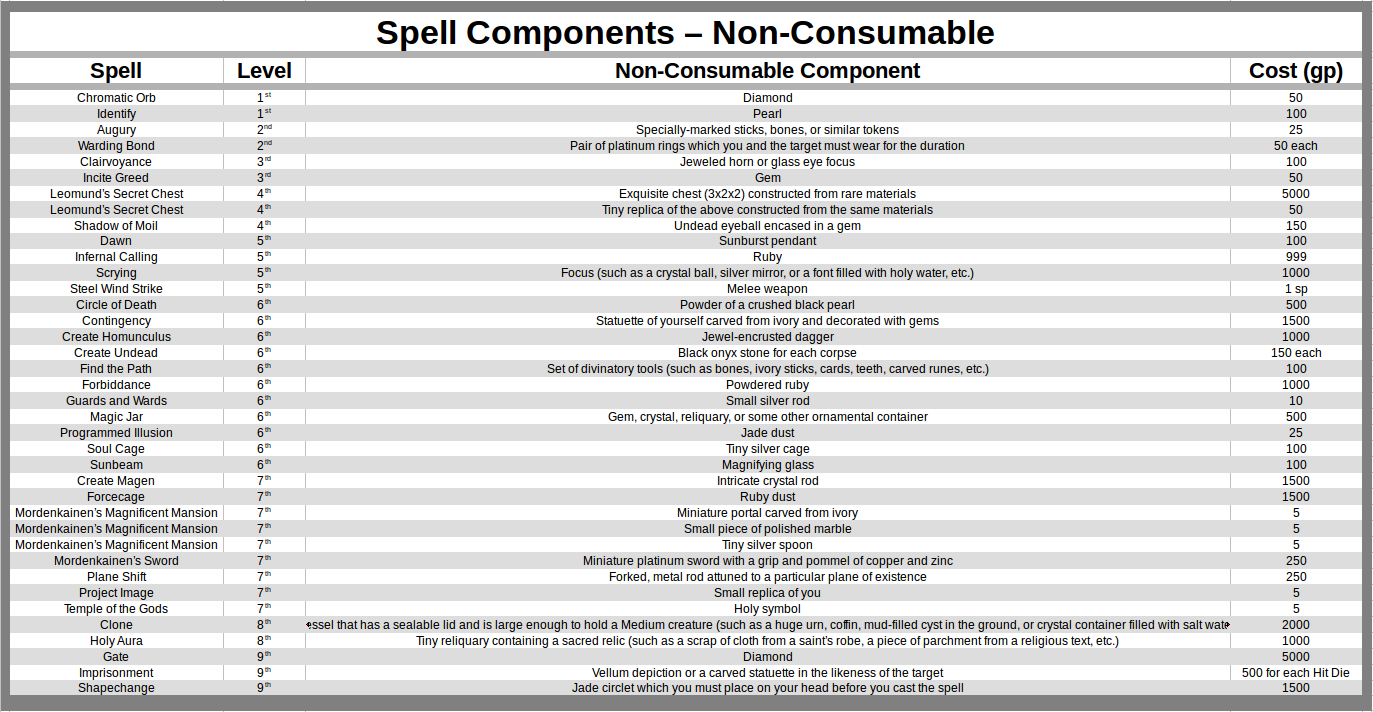 Spell Components – Non-Consumable
Spell Level Non-Consumable Component Cost (gp)
Chromatic Orb 1st Diamond 50
Identify 1st Pearl 100
Augury 2nd Specially-marked sticks, bones, or similar tokens 25
Warding Bond 2nd Pair of platinum rings which you and the target must wear for the duration 50 each
Clairvoyance 3rd Jeweled horn or glass eye focus 100
Incite Greed 3rd Gem 50
Leomund’s Secret Chest 4th Exquisite chest (3x2x2) constructed from rare materials 5000
Leomund’s Secret Chest 4th Tiny replica of the above constructed from the same materials 50
Shadow of Moil 4th Undead eyeball encased in a gem 150
Dawn 5th Sunburst pendant 100
Infernal Calling 5th Ruby 999
Scrying 5th Focus (such as a crystal ball, silver mirror, or a font filled with holy water, etc.) 1000
Steel Wind Strike 5th Melee weapon 1 sp
Circle of Death 6th Powder of a crushed black pearl 500
Contingency 6th Statuette of yourself carved from ivory and decorated with gems 1500
Create Homunculus 6th Jewel-encrusted dagger 1000
Create Undead 6th Black onyx stone for each corpse 150 each
Find the Path 6th Set of divinatory tools (such as bones, ivory sticks, cards, teeth, carved runes, etc.) 100
Forbiddance 6th Powdered ruby 1000
Guards and Wards 6th Small silver rod 10
Magic Jar 6th Gem, crystal, reliquary, or some other ornamental container 500
Programmed Illusion 6th Jade dust 25
Soul Cage 6th Tiny silver cage 100
Sunbeam 6th Magnifying glass 100
Create Magen 7th Intricate crystal rod 1500
Forcecage 7th Ruby dust 1500
Mordenkainen’s Magnificent Mansion 7th Miniature portal carved from ivory 5
Mordenkainen’s Magnificent Mansion 7th Small piece of polished marble 5
Mordenkainen’s Magnificent Mansion 7th Tiny silver spoon 5
Mordenkainen’s Sword 7th Miniature platinum sword with a grip and pommel of copper and zinc 250
Plane Shift 7th Forked, metal rod attuned to a particular plane of existence 250
Project Image 7th Small replica of you 5
Temple of the Gods 7th Holy symbol 5
Clone 8th essel that has a sealable lid and is large enough to hold a Medium creature (such as a huge urn, coffin, mud-filled cyst in the ground, or crystal container filled with salt wate 2000
Holy Aura 8th Tiny reliquary containing a sacred relic (such as a scrap of cloth from a saint’s robe, a piece of parchment from a religious text, etc.) 1000
Gate 9th Diamond 5000
Imprisonment 9th Vellum depiction or a carved statuette in the likeness of the target 500 for each Hit Die
Shapechange 9th Jade circlet which you must place on your head before you cast the spell 1500